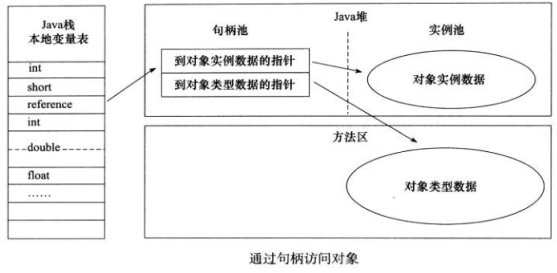 Java栈
本地变量表
int
short
reference
int
double
float
……
句柄池
Java堆
实例池
到对象实例数据的指针
到对象类型数据的指针
对象实例数据
方法区
对象类型数据
通过句柄访问对象